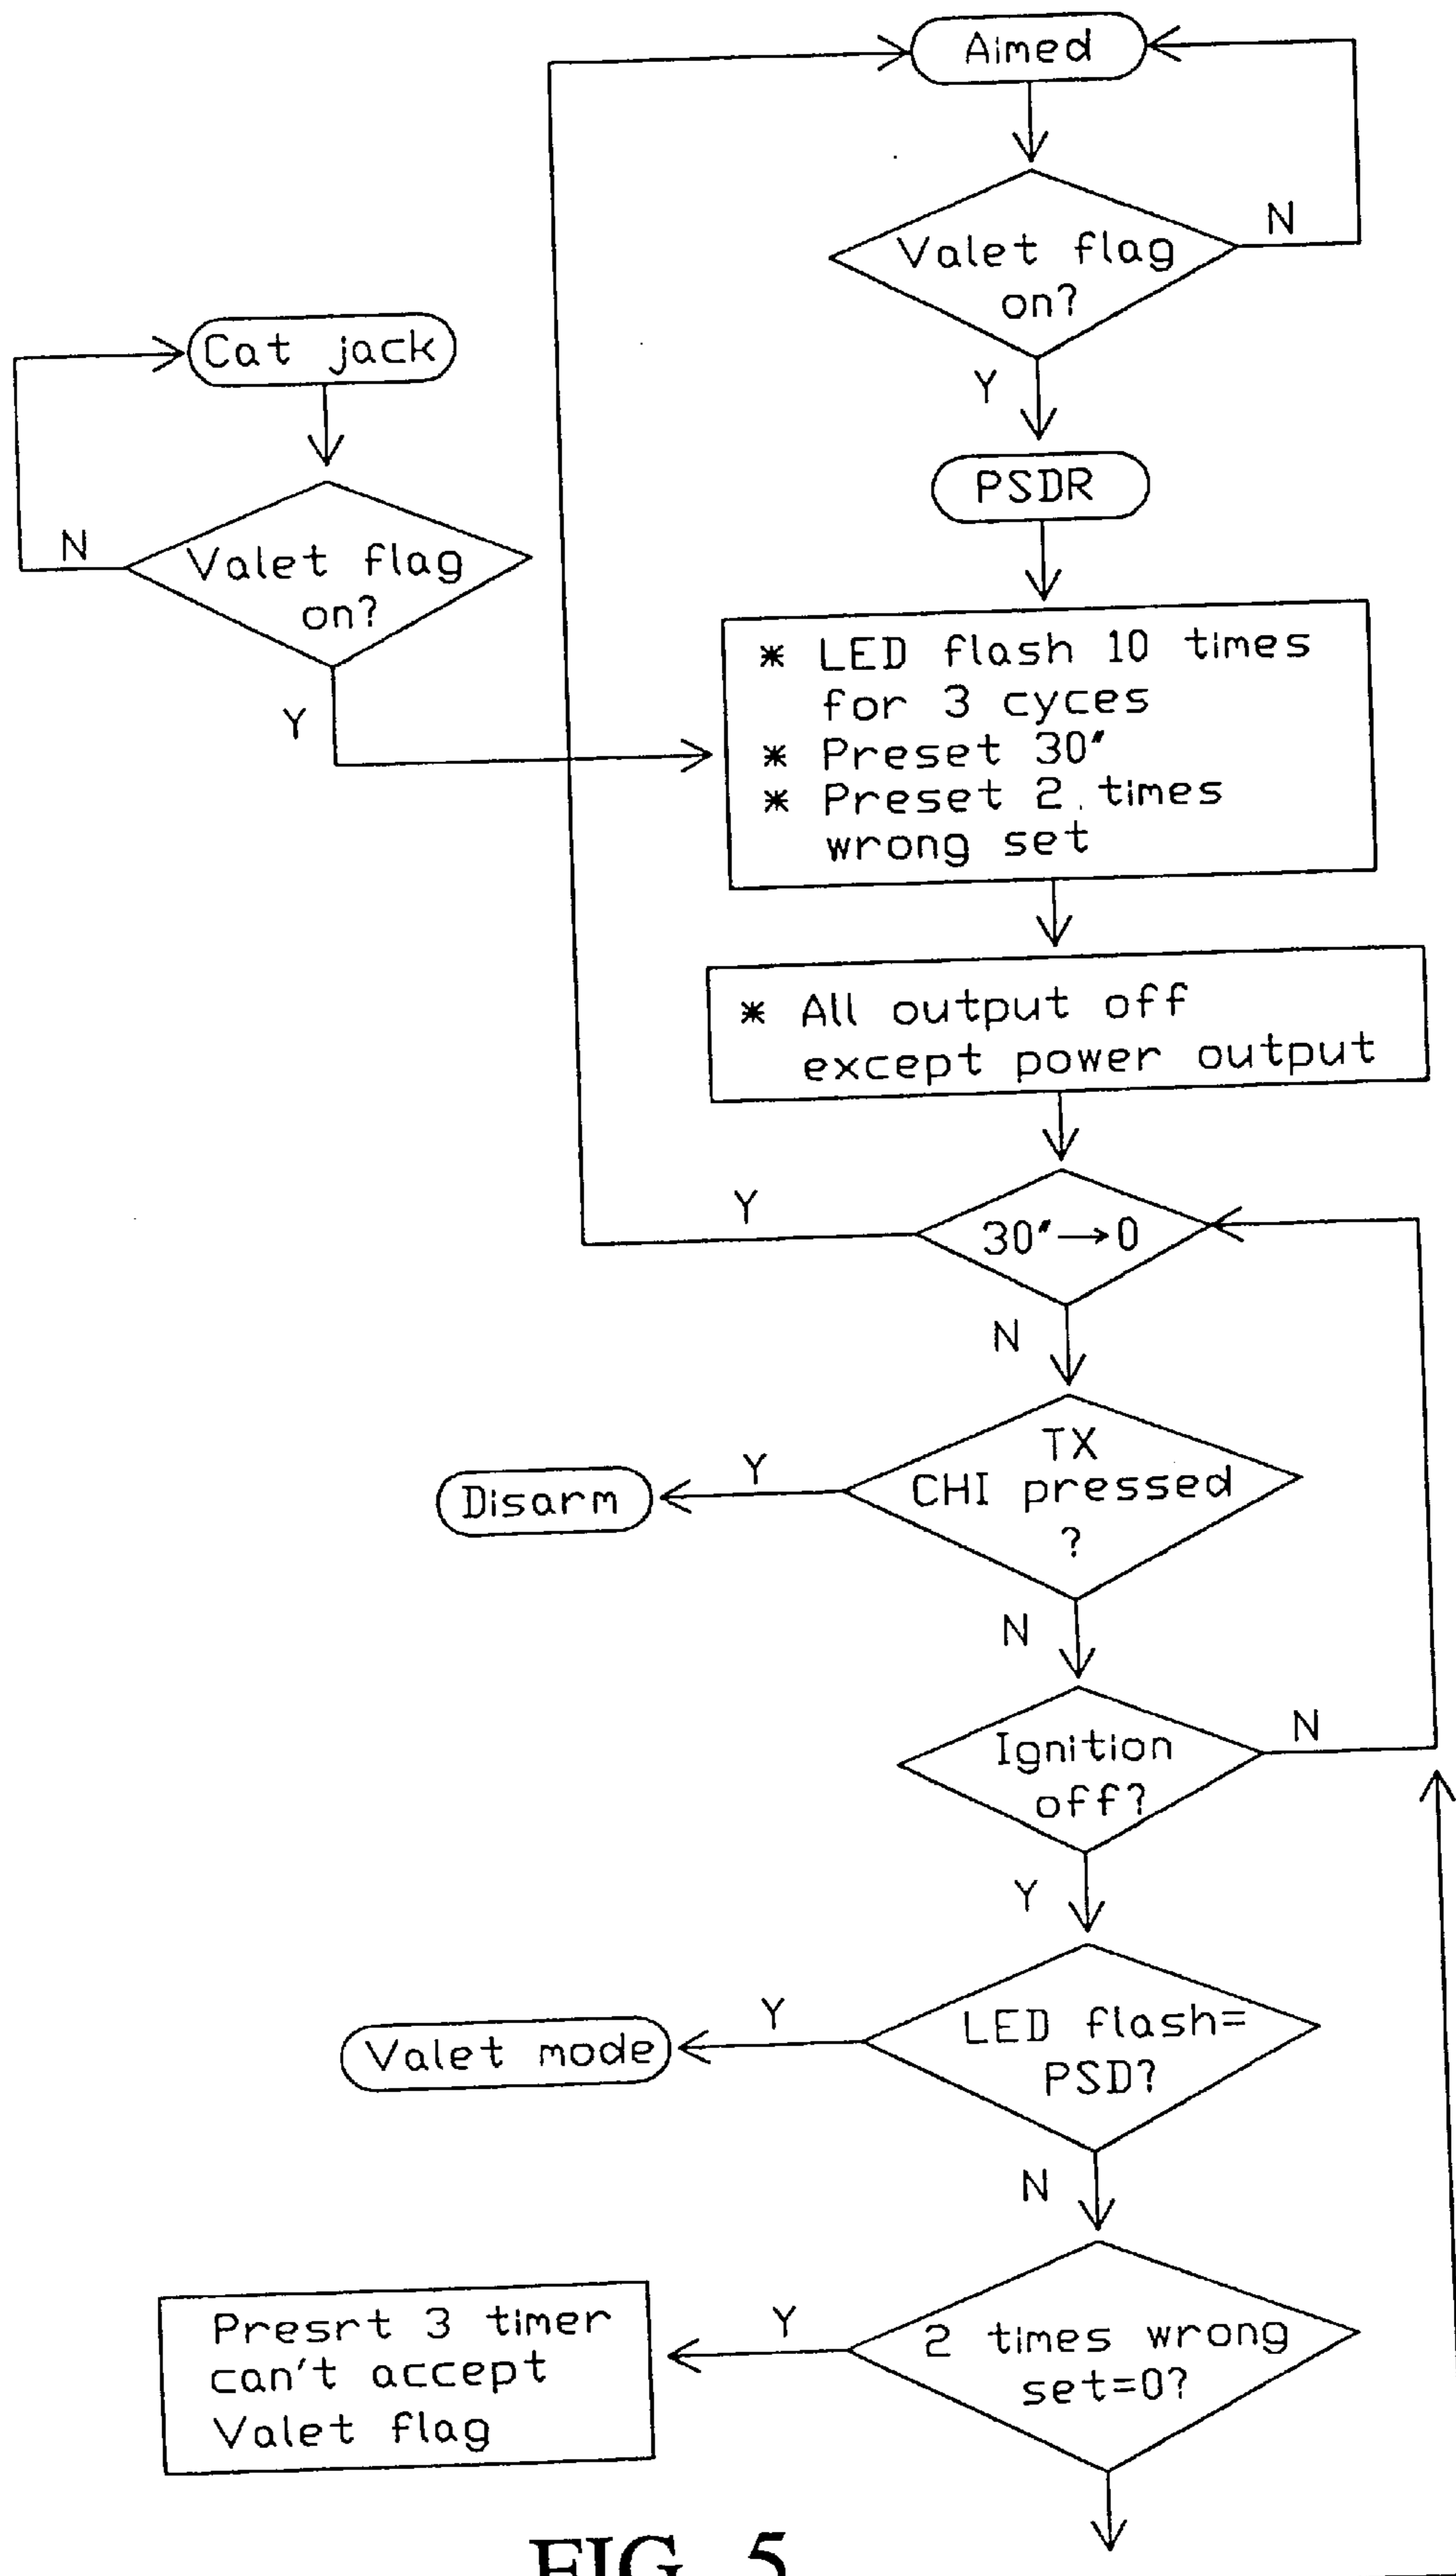 Aimed
Valet flag
on?
N
Y
Cat jack
Valet flag
on?
N
Y
PSDR
* LED flash 10 times
for 3 cyces
* Preset 30"
* Preset 2 times
wrong set
* All output off
except power output
30"→0
Y
N
TX
CHI pressed
?
Y
Disarm
N
Ignition
off?
N
Y
LED flash=
PSD?
Y
Valet mode
N
2 times wrong
set=0?
Y
Presrt 3 timer
can't accept
Valet flag
FIG. 5